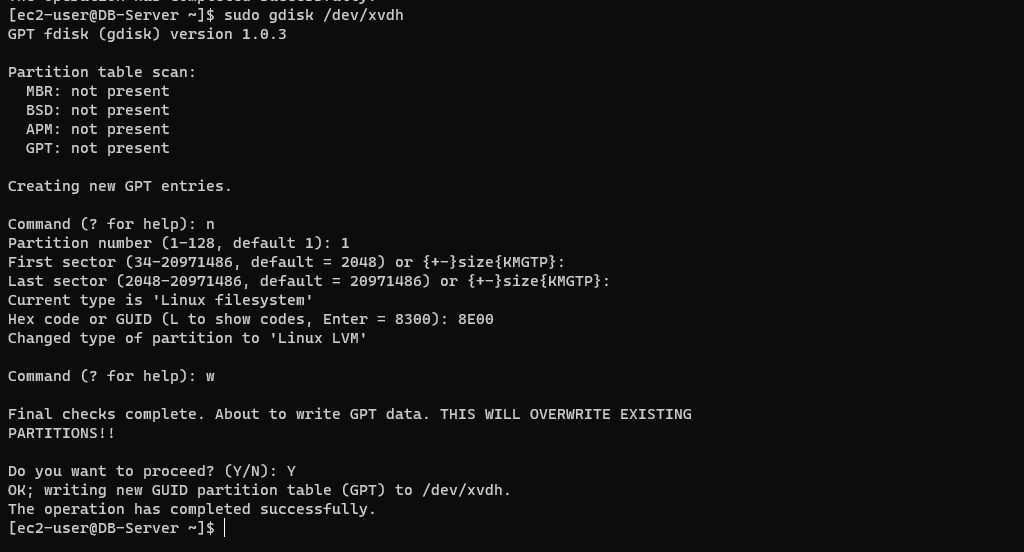 [ec2-user@DB-Server ~]$ sudo gdisk /dev/xvdh
GPT fdisk (gdisk) version 1.0.3
Partition table scan:
MBR: not present
BSD: not present
APM: not present
GPT: not present
Creating new GPT entries.
Command (? for help): n
Partition number (1-128, default 1): 1
First sector (34-20971486, default = 2048) or {+-}size{KMGTP}:
Last sector (2048-20971486, default = 20971486) or {+-}size{KMGTP}:
Current type is 'Linux filesystem'
Hex code or GUID (L to show codes, Enter = 8300): 8E00
Changed type of partition to 'Linux LVM'
Command (? for help): w
Final checks complete. About to write GPT data. THIS WILL OVERWRITE EXISTING
PARTITIONS!!
Do you want to proceed? (Y/N): Y
OK; writing new GUID partition table (GPT) to /dev/xvdh.
The operation has completed successfully.
[ec2-user@DB-Server ~]$